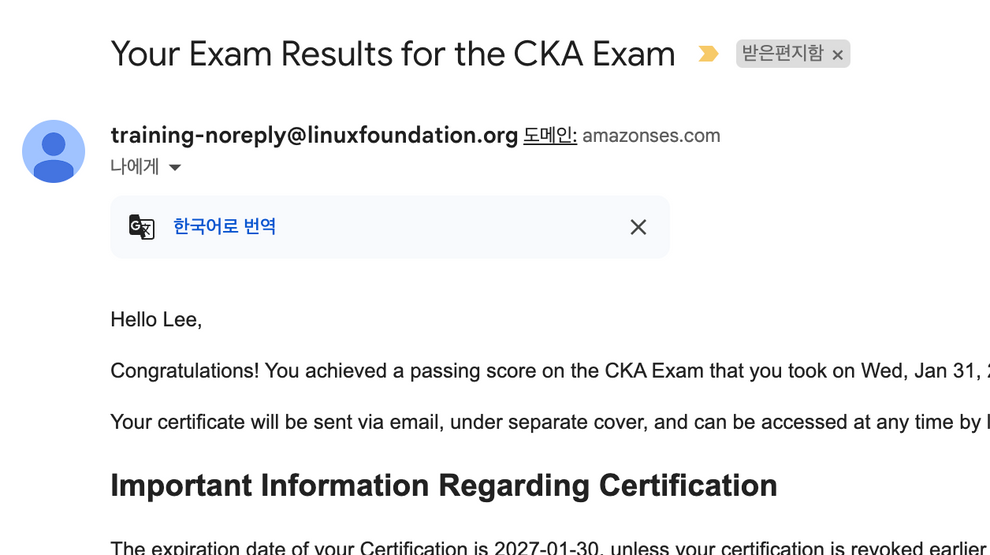 Your Exam Results for the CKA Exam 받은편지함 ×
training-noreply@linuxfoundation.org 도메인: amazonses.com
나에게
한국어로 번역
Hello Lee,
Congratulations! You achieved a passing score on the CKA Exam that you took on Wed, Jan 31,
Your certificate will be sent via email, under separate cover, and can be accessed at any time by
Important Information Regarding Certification
The expiration date of your Certification is 2027-01-30, unless your certification is revoked earlier